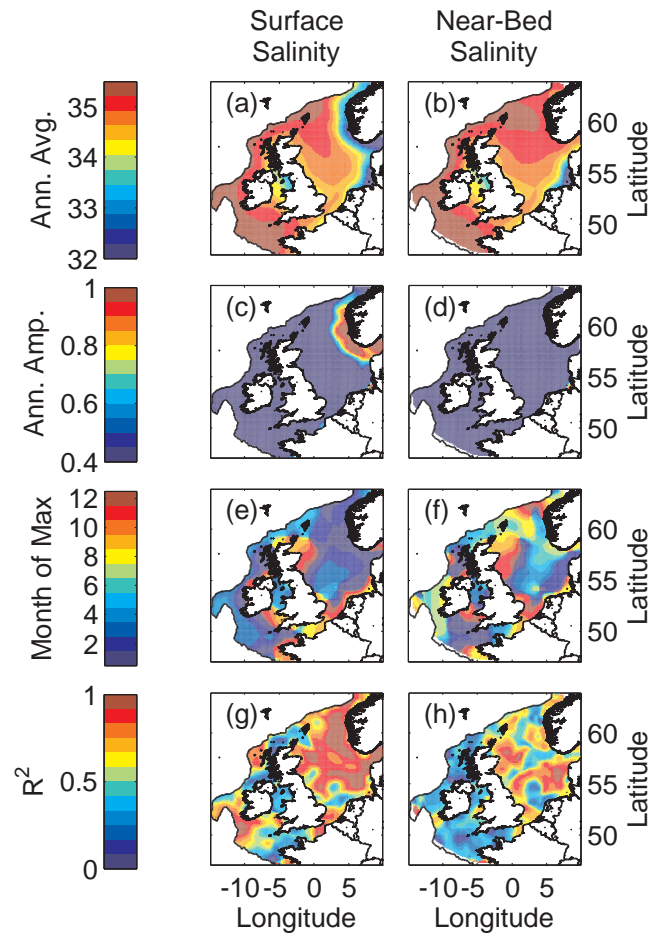 Surface Salinity
Near-Bed Salinity
Ann. Avg.
35
34
33
32
(a)
(b)
60
55
50
Latitude
Ann. Amp.
1
0.8
0.6
0.4
(c)
(d)
60
55
50
Latitude
Month of Max
12
10
8
6
4
2
(e)
(f)
60
55
50
Latitude
R2
1
0.5
0
(g)
(h)
60
55
50
Latitude
-10 -5 0 5
Longitude
-10 -5 0 5
Longitude